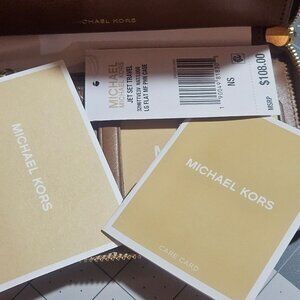 MICHAEL KORS
MICHAEL
MICHAEL KORS
JET SET TRAVEL
LG FLAT MF PHN CASE
NS
$108.00
MSRP
MICHAEL KORS
MICHAEL KORS
CARE CARD